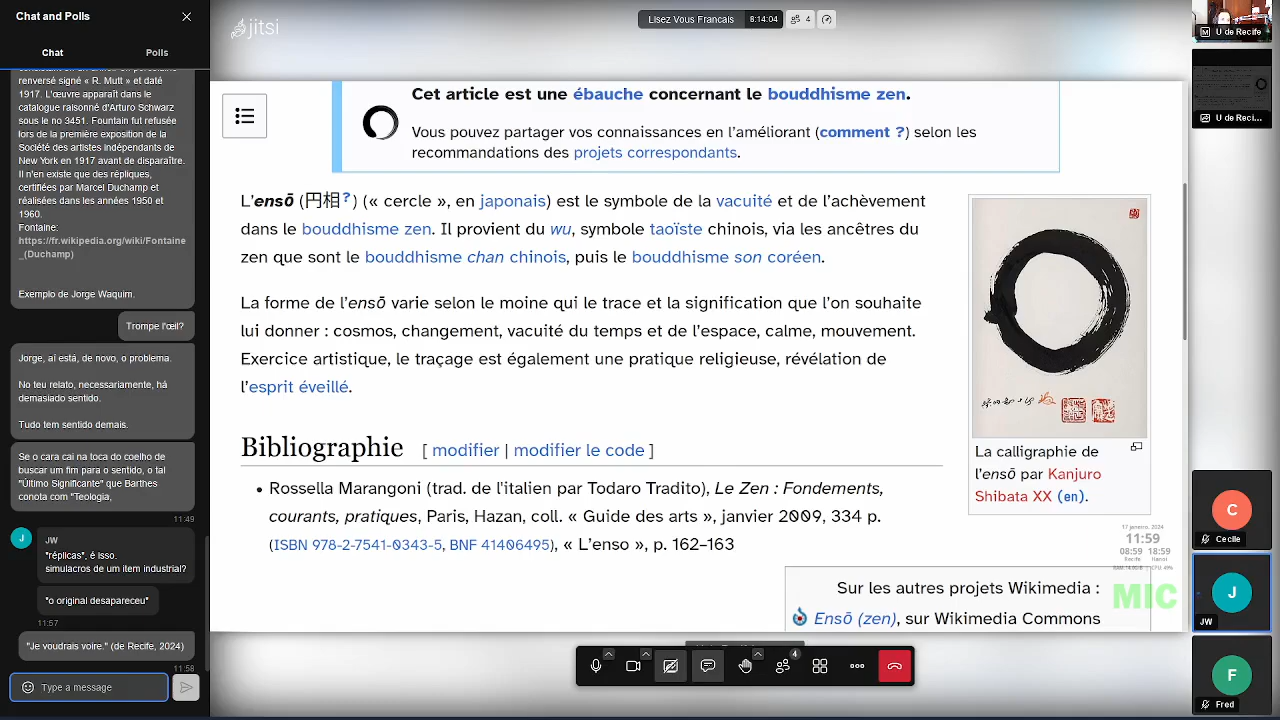 Chat and Polls
Chat
Polls
renversé signé « R. Mutt » et daté
1917. L'œuvre apparaît dans le
catalogue raisonné d'Arturo Schwarz
sous le no 3451. Fountain fut refusée
lors de la première exposition de la
Société des artistes indépendants de
New York en 1917 avant de disparaître.
Il n'en existe que des répliques,
certifiées par Marcel Duchamp et
réalisées dans les années 1950 et
1960.
Fontaine:
https://fr.wikipedia.org/wiki/Fontaine
_(Duchamp)
Exemplo de Jorge Waquim.
Trompe l'œil?
Jorge, aí está, de novo, o problema.
No teu relato, necessariamente, há
demasiado sentido.
Tudo tem sentido demais.
Se o cara cai na toca do coelho de
buscar um fim para o sentido, o tal
"Último Significante" que Barthes
conota com "Teologia,
11:49
J
JW
"réplicas", é isso.
simulacros de um item industrial?
"o original desapareceu"
11:57
"Je voudrais voire." (de Recife, 2024)
11:58
Type a message
jitsi
Lisez Vous Francais
8:14:04
4
Cet article est une ébauche concernant le bouddhisme zen.
Vous pouvez partager vos connaissances en l'améliorant (comment ?) selon les
recommandations des projets correspondants.
L'ensō (円相?) (« cercle », en japonais) est le symbole de la vacuité et de l'achèvement
dans le bouddhisme zen. Il provient du wu, symbole taoïste chinois, via les ancêtres du
zen que sont le bouddhisme chan chinois, puis le bouddhisme son coréen.
La forme de l'ensō varie selon le moine qui le trace et la signification que l'on souhaite
lui donner : cosmos, changement, vacuité du temps et de l'espace, calme, mouvement.
Exercice artistique, le traçage est également une pratique religieuse, révélation de
l'esprit éveillé.
Bibliographie [ modifier | modifier le code ]
• Rossella Marangoni (trad. de l'italien par Todaro Tradito), Le Zen : Fondements,
courants, pratiques, Paris, Hazan, coll. « Guide des arts », janvier 2009, 334 p.
(ISBN 978-2-7541-0343-5, BNF 41406495), « L'enso », p. 162–163
La calligraphie de
l'ensō par Kanjuro
Shibata XX (en).
17 janeiro, 2024
11:59
08:59 18:59
Recife Hanoi
Sur les autres projets Wikimedia :
Ensō (zen), sur Wikimedia Commons
MIC
4
M U de Recife
U de Reci...
C
Cecile
J
JW
F
Fred